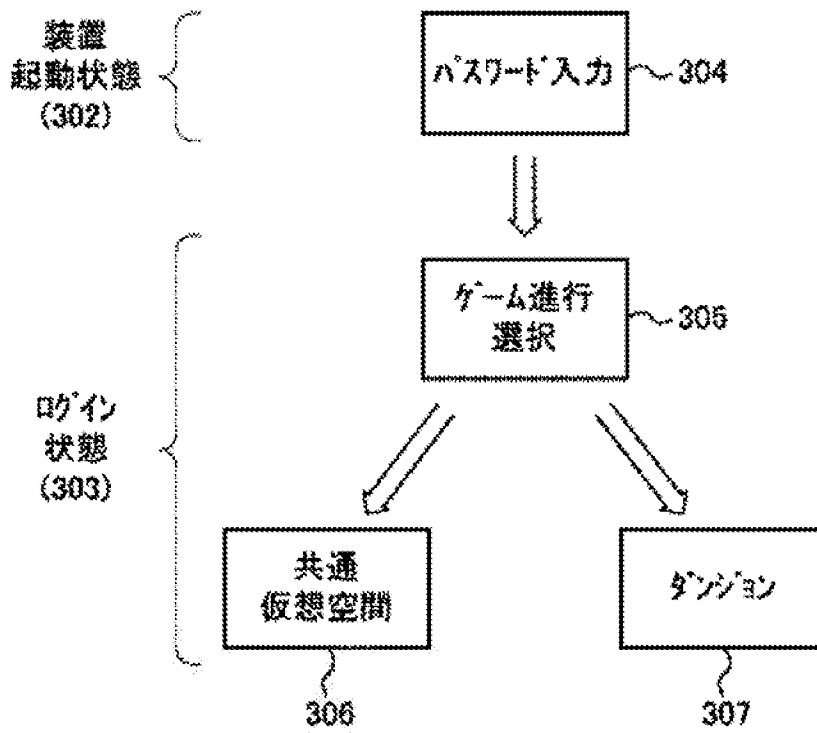 装置
起動状態
(302)
パスワード入力
304
ゲーム進行
選択
305
ログイン
状態
(303)
共通
仮想空間
306
ダンジョン
307